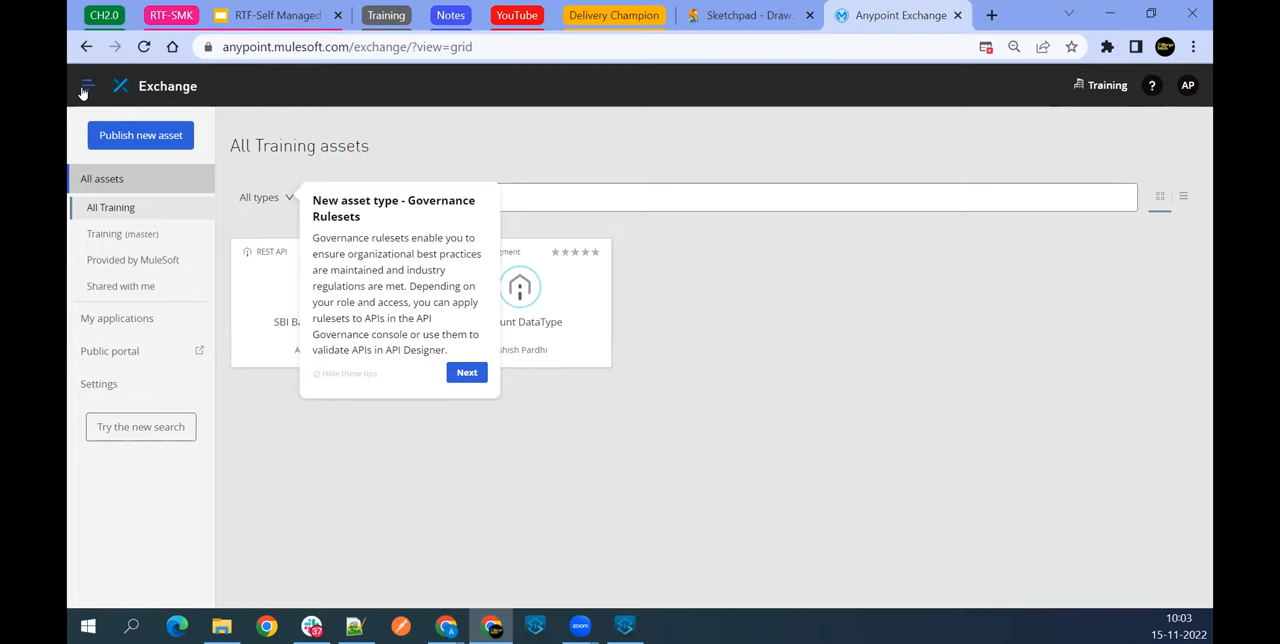 CH2.0
RTF-SMK
RTF-Self Managed
Training
Notes
YouTube
Delivery Champion
Sketchpad - Draw,
Anypoint Exchange
anypoint.mulesoft.com/exchange/?view=grid
Exchange
Training
?
AP
Publish new asset
All assets
All Training
Training (master)
Provided by MuleSoft
Shared with me
My applications
Public portal
Settings
Try the new search
All Training assets
All types
New asset type - Governance
Rulesets
Governance rulesets enable you to
ensure organizational best practices
are maintained and industry
regulations are met. Depending on
your role and access, you can apply
rulesets to APIs in the API
Governance console or use them to
validate APIs in API Designer.
Hide these tips
Next
REST API
SBI Ba
A
gment
unt DataType
shish Pardhi
37
zoom
10:03
15-11-2022